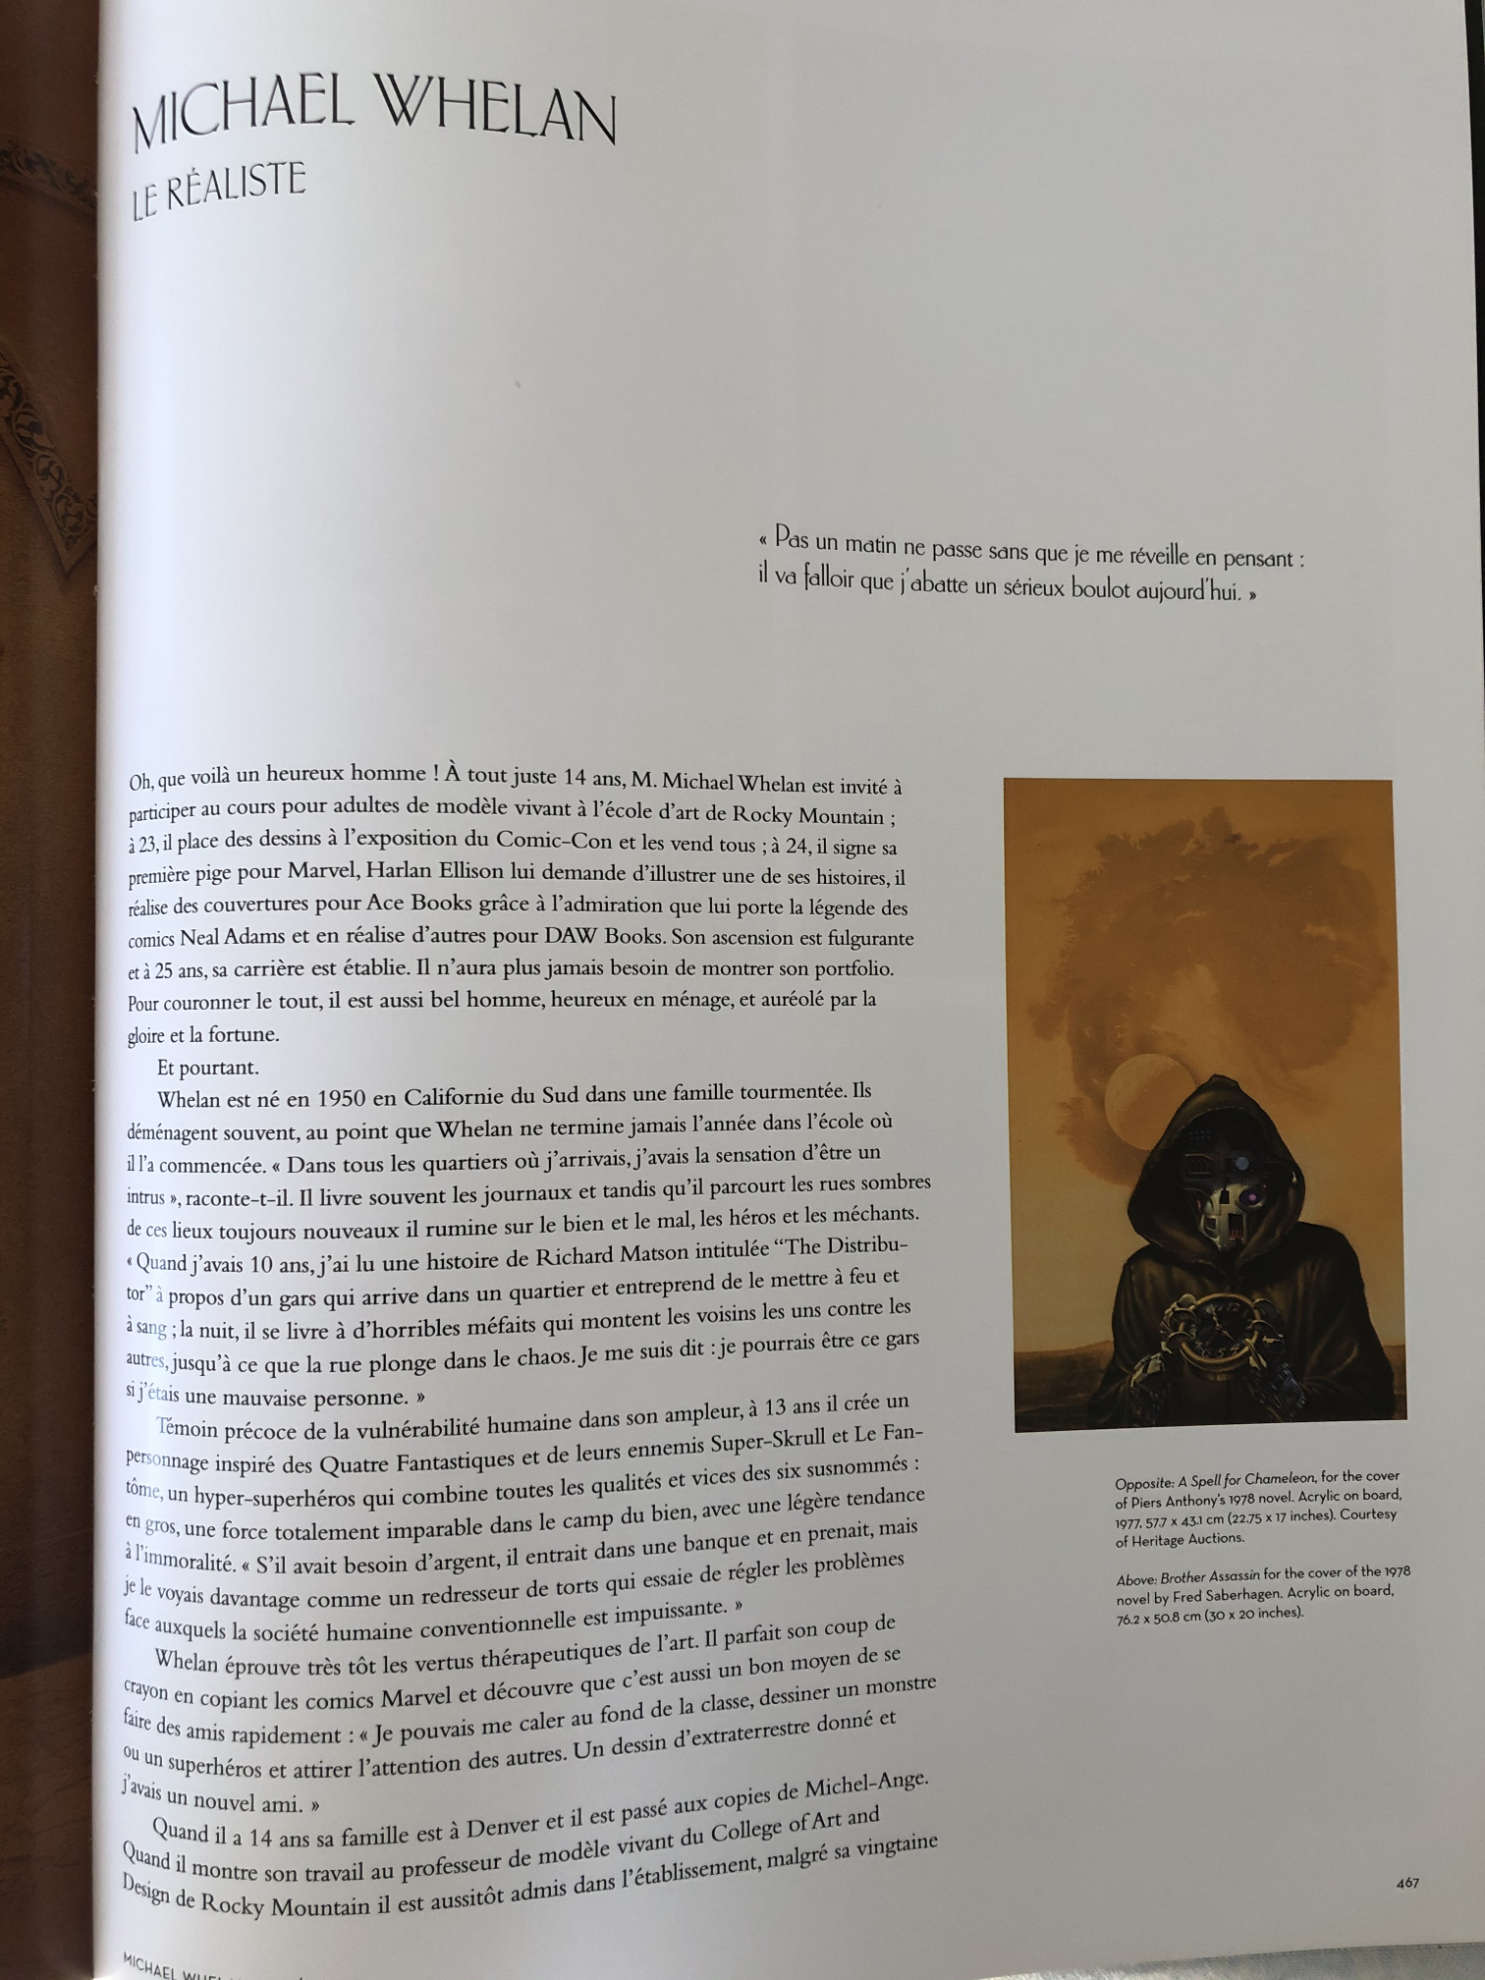 MICHAEL WHELAN
LE RÉALISTE
« Pas un matin ne passe sans que je me réveille en pensant :
il va falloir que j'abatte un sérieux boulot aujourd'hui. »
Oh, que voilà un heureux homme ! À tout juste 14 ans, M. Michael Whelan est invité à
participer au cours pour adultes de modèle vivant à l'école d'art de Rocky Mountain ;
à 23, il place des dessins à l'exposition du Comic-Con et les vend tous ; à 24, il signe sa
première pige pour Marvel, Harlan Ellison lui demande d'illustrer une de ses histoires, il
réalise des couvertures pour Ace Books grâce à l'admiration que lui porte la légende des
comics Neal Adams et en réalise d'autres pour DAW Books. Son ascension est fulgurante
et à 25 ans, sa carrière est établie. Il n'aura plus jamais besoin de montrer son portfolio.
Pour couronner le tout, il est aussi bel homme, heureux en ménage, et auréolé par la
gloire et la fortune.
Et pourtant.
Whelan est né en 1950 en Californie du Sud dans une famille tourmentée. Ils
déménagent souvent, au point que Whelan ne termine jamais l'année dans l'école où
il l'a commencée. « Dans tous les quartiers où j'arrivais, j'avais la sensation d'être un
intrus », raconte-t-il. Il livre souvent les journaux et tandis qu'il parcourt les rues sombres
de ces lieux toujours nouveaux il rumine sur le bien et le mal, les héros et les méchants.
« Quand j'avais 10 ans, j'ai lu une histoire de Richard Matson intitulée “The Distribu-
tor” à propos d'un gars qui arrive dans un quartier et entreprend de le mettre à feu et
à sang ; la nuit, il se livre à d'horribles méfaits qui montent les voisins les uns contre les
autres, jusqu'à ce que la rue plonge dans le chaos. Je me suis dit : je pourrais être ce gars
si j'étais une mauvaise personne. »
Témoin précoce de la vulnérabilité humaine dans son ampleur, à 13 ans il crée un
personnage inspiré des Quatre Fantastiques et de leurs ennemis Super-Skrull et Le Fan-
tôme, un hyper-superhéros qui combine toutes les qualités et vices des six susnommés :
en gros, une force totalement imparable dans le camp du bien, avec une légère tendance
à l'immoralité. « S'il avait besoin d'argent, il entrait dans une banque et en prenait, mais
je le voyais davantage comme un redresseur de torts qui essaie de régler les problèmes
face auxquels la société humaine conventionnelle est impuissante. »
Whelan éprouve très tôt les vertus thérapeutiques de l'art. Il parfait son coup de
crayon en copiant les comics Marvel et découvre que c'est aussi un bon moyen de se
faire des amis rapidement : « Je pouvais me caler au fond de la classe, dessiner un monstre
ou un superhéros et attirer l'attention des autres. Un dessin d'extraterrestre donné et
j'avais un nouvel ami. »
Quand il a 14 ans sa famille est à Denver et il est passé aux copies de Michel-Ange.
Quand il montre son travail au professeur de modèle vivant du College of Art and
Design de Rocky Mountain il est aussitôt admis dans l'établissement, malgré sa vingtaine
Opposite: A Spell for Chameleon, for the cover
of Piers Anthony's 1978 novel. Acrylic on board,
1977. 57.7 x 43.1 cm (22.75 x 17 inches). Courtesy
of Heritage Auctions.
Above: Brother Assassin for the cover of the 1978
novel by Fred Saberhagen. Acrylic on board,
76.2 x 50.8 cm (30 x 20 inches).
467
MICHAEL